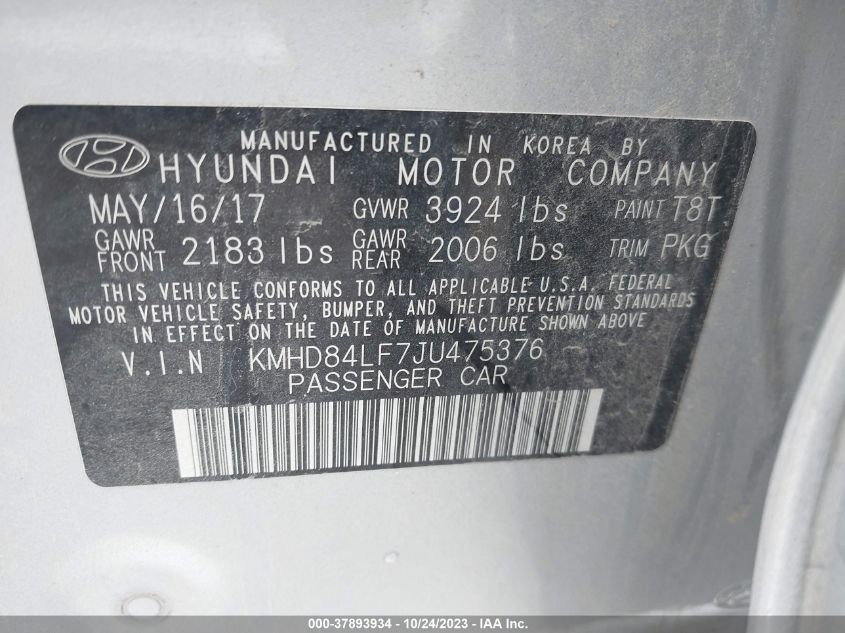 MANUFACTURED IN KOREA BY
HYUNDAI MOTOR COMPANY
MAY/16/17 GVWR 3924 lbs PAINT T8T
GAWR FRONT 2183 lbs GAWR REAR 2006 lbs TRIM PKG
THIS VEHICLE CONFORMS TO ALL APPLICABLE U.S.A. FEDERAL
MOTOR VEHICLE SAFETY, BUMPER, AND THEFT PREVENTION STANDARDS
IN EFFECT ON THE DATE OF MANUFACTURE SHOWN ABOVE
V.I.N KMHD84LF7JU475376
PASSENGER CAR
000-37893934 - 10/24/2023 - IAA Inc.